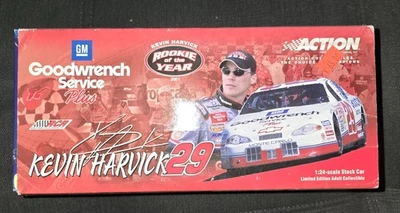 GM
Goodwrench
Service
Plus
KEVIN HARVICK
ROOKIE
of the
YEAR
ACTION
KEVIN HARVICK 29
1:24-scale Stock Car
Limited Edition Adult Collectible